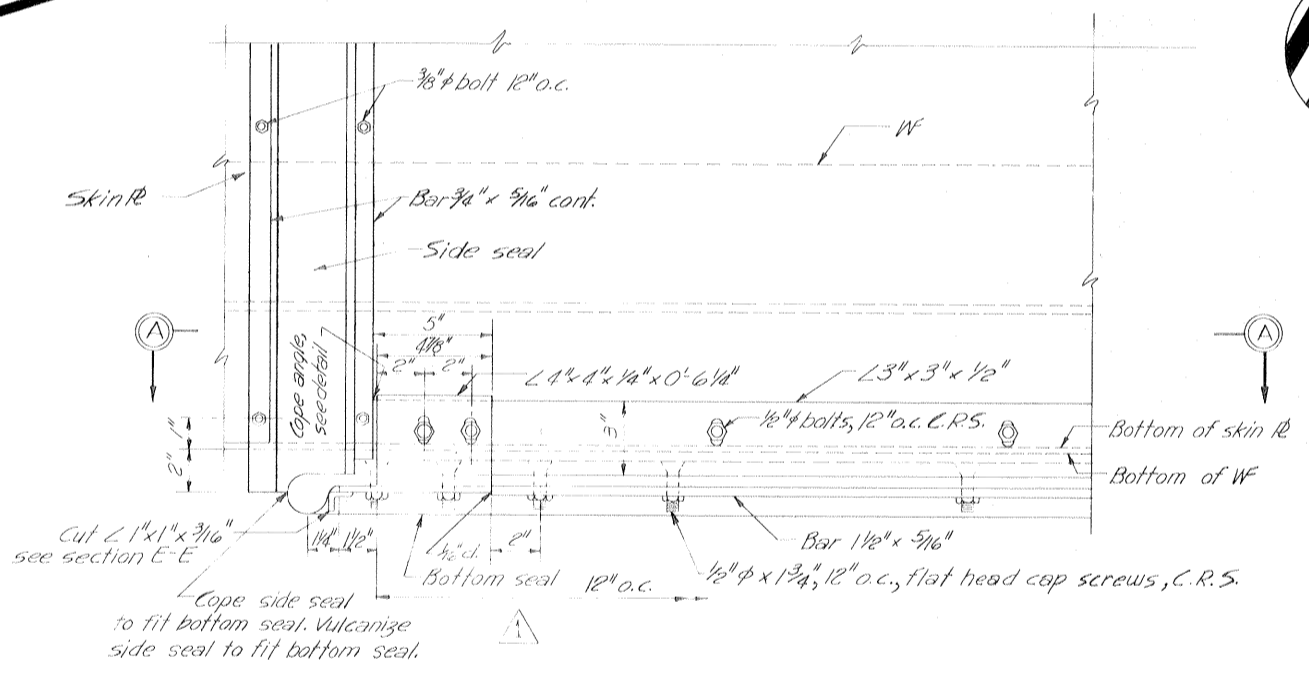 3/8"φ bolt 12" o.c.
WF
Skin PL
Bar 3/4" x 5/16" cont.
Side seal
A
A
5"
4 7/8"
2"
2"
Cope angle,
see detail
∠4"x4"x1/4"x0'-6 1/4"
∠3"x3"x1/2"
1"
2"
3"
1/2"φ bolts, 12" o.c. C.R.S.
Bottom of skin PL
Bottom of WF
Cut ∠1"x1"x3/16"
see section E-E
1 1/4"
1 1/2"
cl.
2"
Bar 1 1/2" x 5/16"
Bottom seal
12" o.c.
1/2"φ x 1 3/4", 12" o.c., flat head cap screws, C.R.S.
Cope side seal
to fit bottom seal. Vulcanize
side seal to fit bottom seal.
1